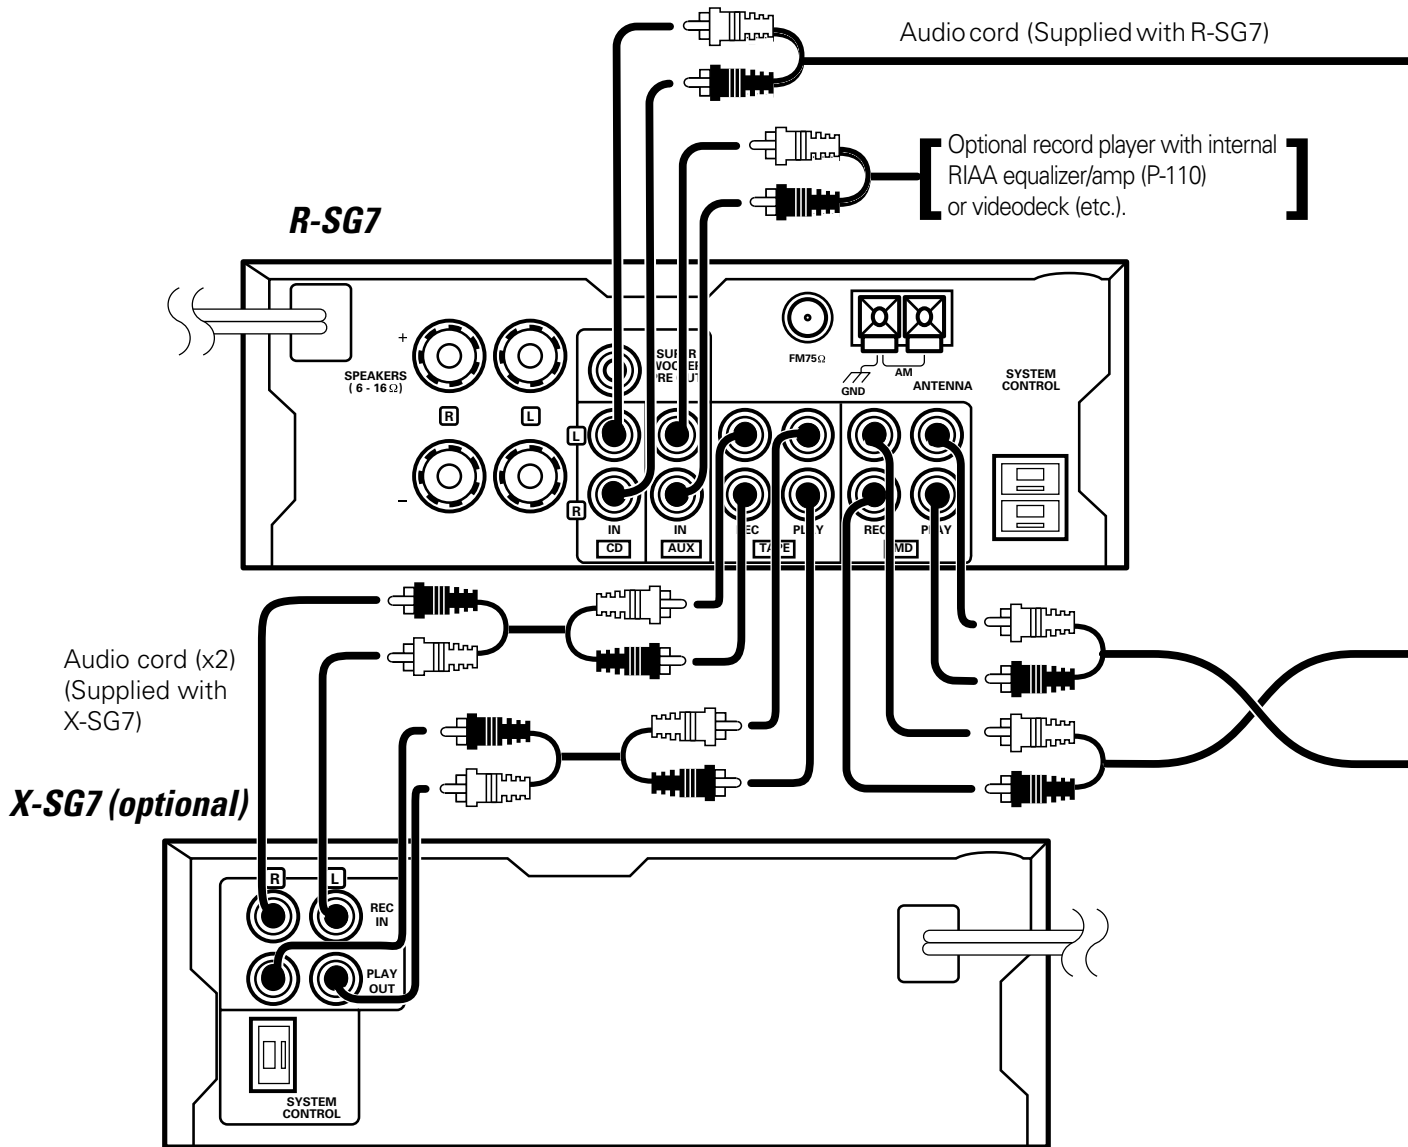 Audio cord (Supplied with R-SG7)
Optional record player with internal
RIAA equalizer/amp (P-110)
or videodeck (etc.).
R-SG7
+
SPEAKERS
( 6 - 16 Ω )
R
L
−
SUPER
WOOFER
PRE OUT
L
R
IN
CD
IN
AUX
REC
PLAY
TAPE
REC
PLAY
MD
FM75Ω
GND
AM
ANTENNA
SYSTEM
CONTROL
Audio cord (x2)
(Supplied with
X-SG7)
X-SG7 (optional)
R
L
REC
IN
PLAY
OUT
SYSTEM
CONTROL